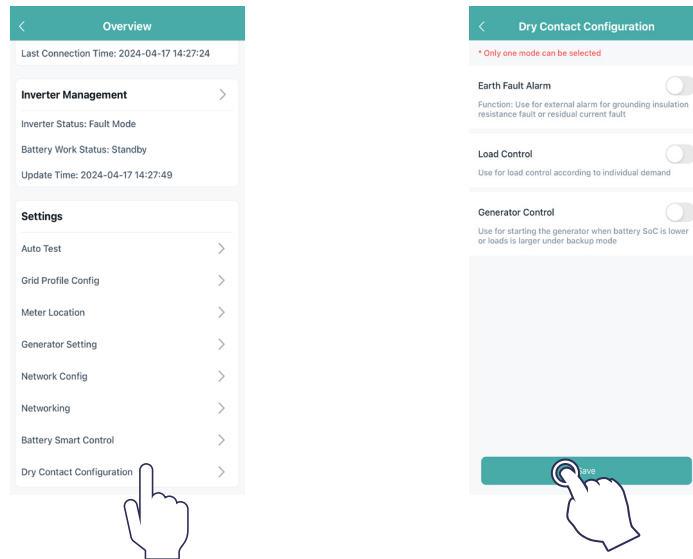 Overview
Last Connection Time: 2024-04-17 14:27:24
Inverter Management
Inverter Status: Fault Mode
Battery Work Status: Standby
Update Time: 2024-04-17 14:27:49
Settings
Auto Test
Grid Profile Config
Meter Location
Generator Setting
Network Config
Networking
Battery Smart Control
Dry Contact Configuration
Dry Contact Configuration
* Only one mode can be selected
Earth Fault Alarm
Function: Use for external alarm for grounding insulation
resistance fault or residual current fault
Load Control
Use for load control according to individual demand
Generator Control
Use for starting the generator when battery SoC is lower
or loads is larger under backup mode
Save